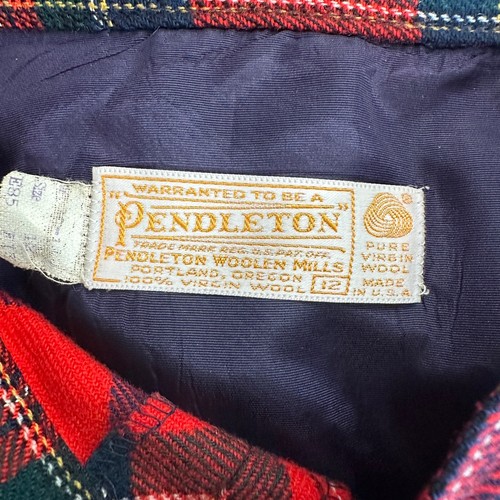 WARRANTED TO BE A
"PENDLETON"
TRADE MARK REG. U.S. PAT. OFF.
PENDLETON WOOLEN MILLS
PORTLAND, OREGON
100% VIRGIN WOOL 12
®
PURE
VIRGIN
WOOL
MADE
IN U.S.A.
SIZE